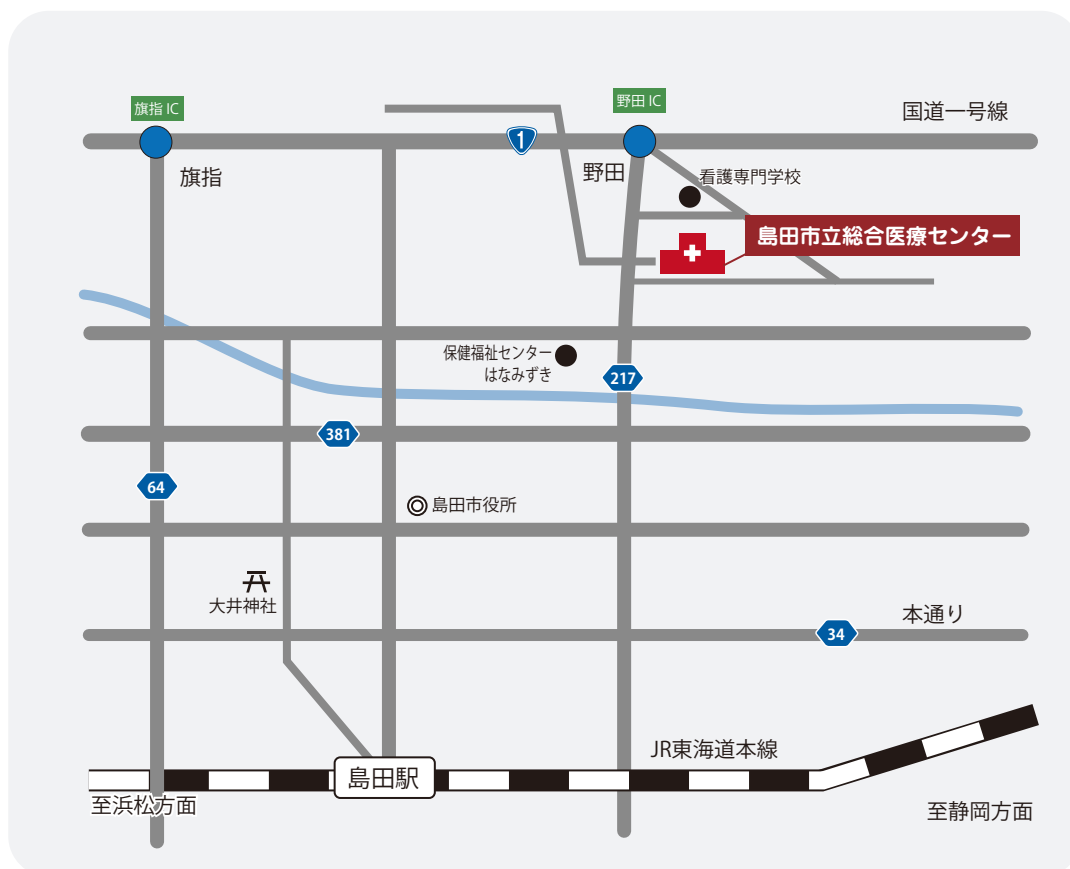 旗指 IC
野田 IC
国道一号線
1
旗指
野田
看護専門学校
島田市立総合医療センター
保健福祉センター
はなみずき
217
381
64
島田市役所
大井神社
本通り
34
JR東海道本線
島田駅
至浜松方面
至静岡方面